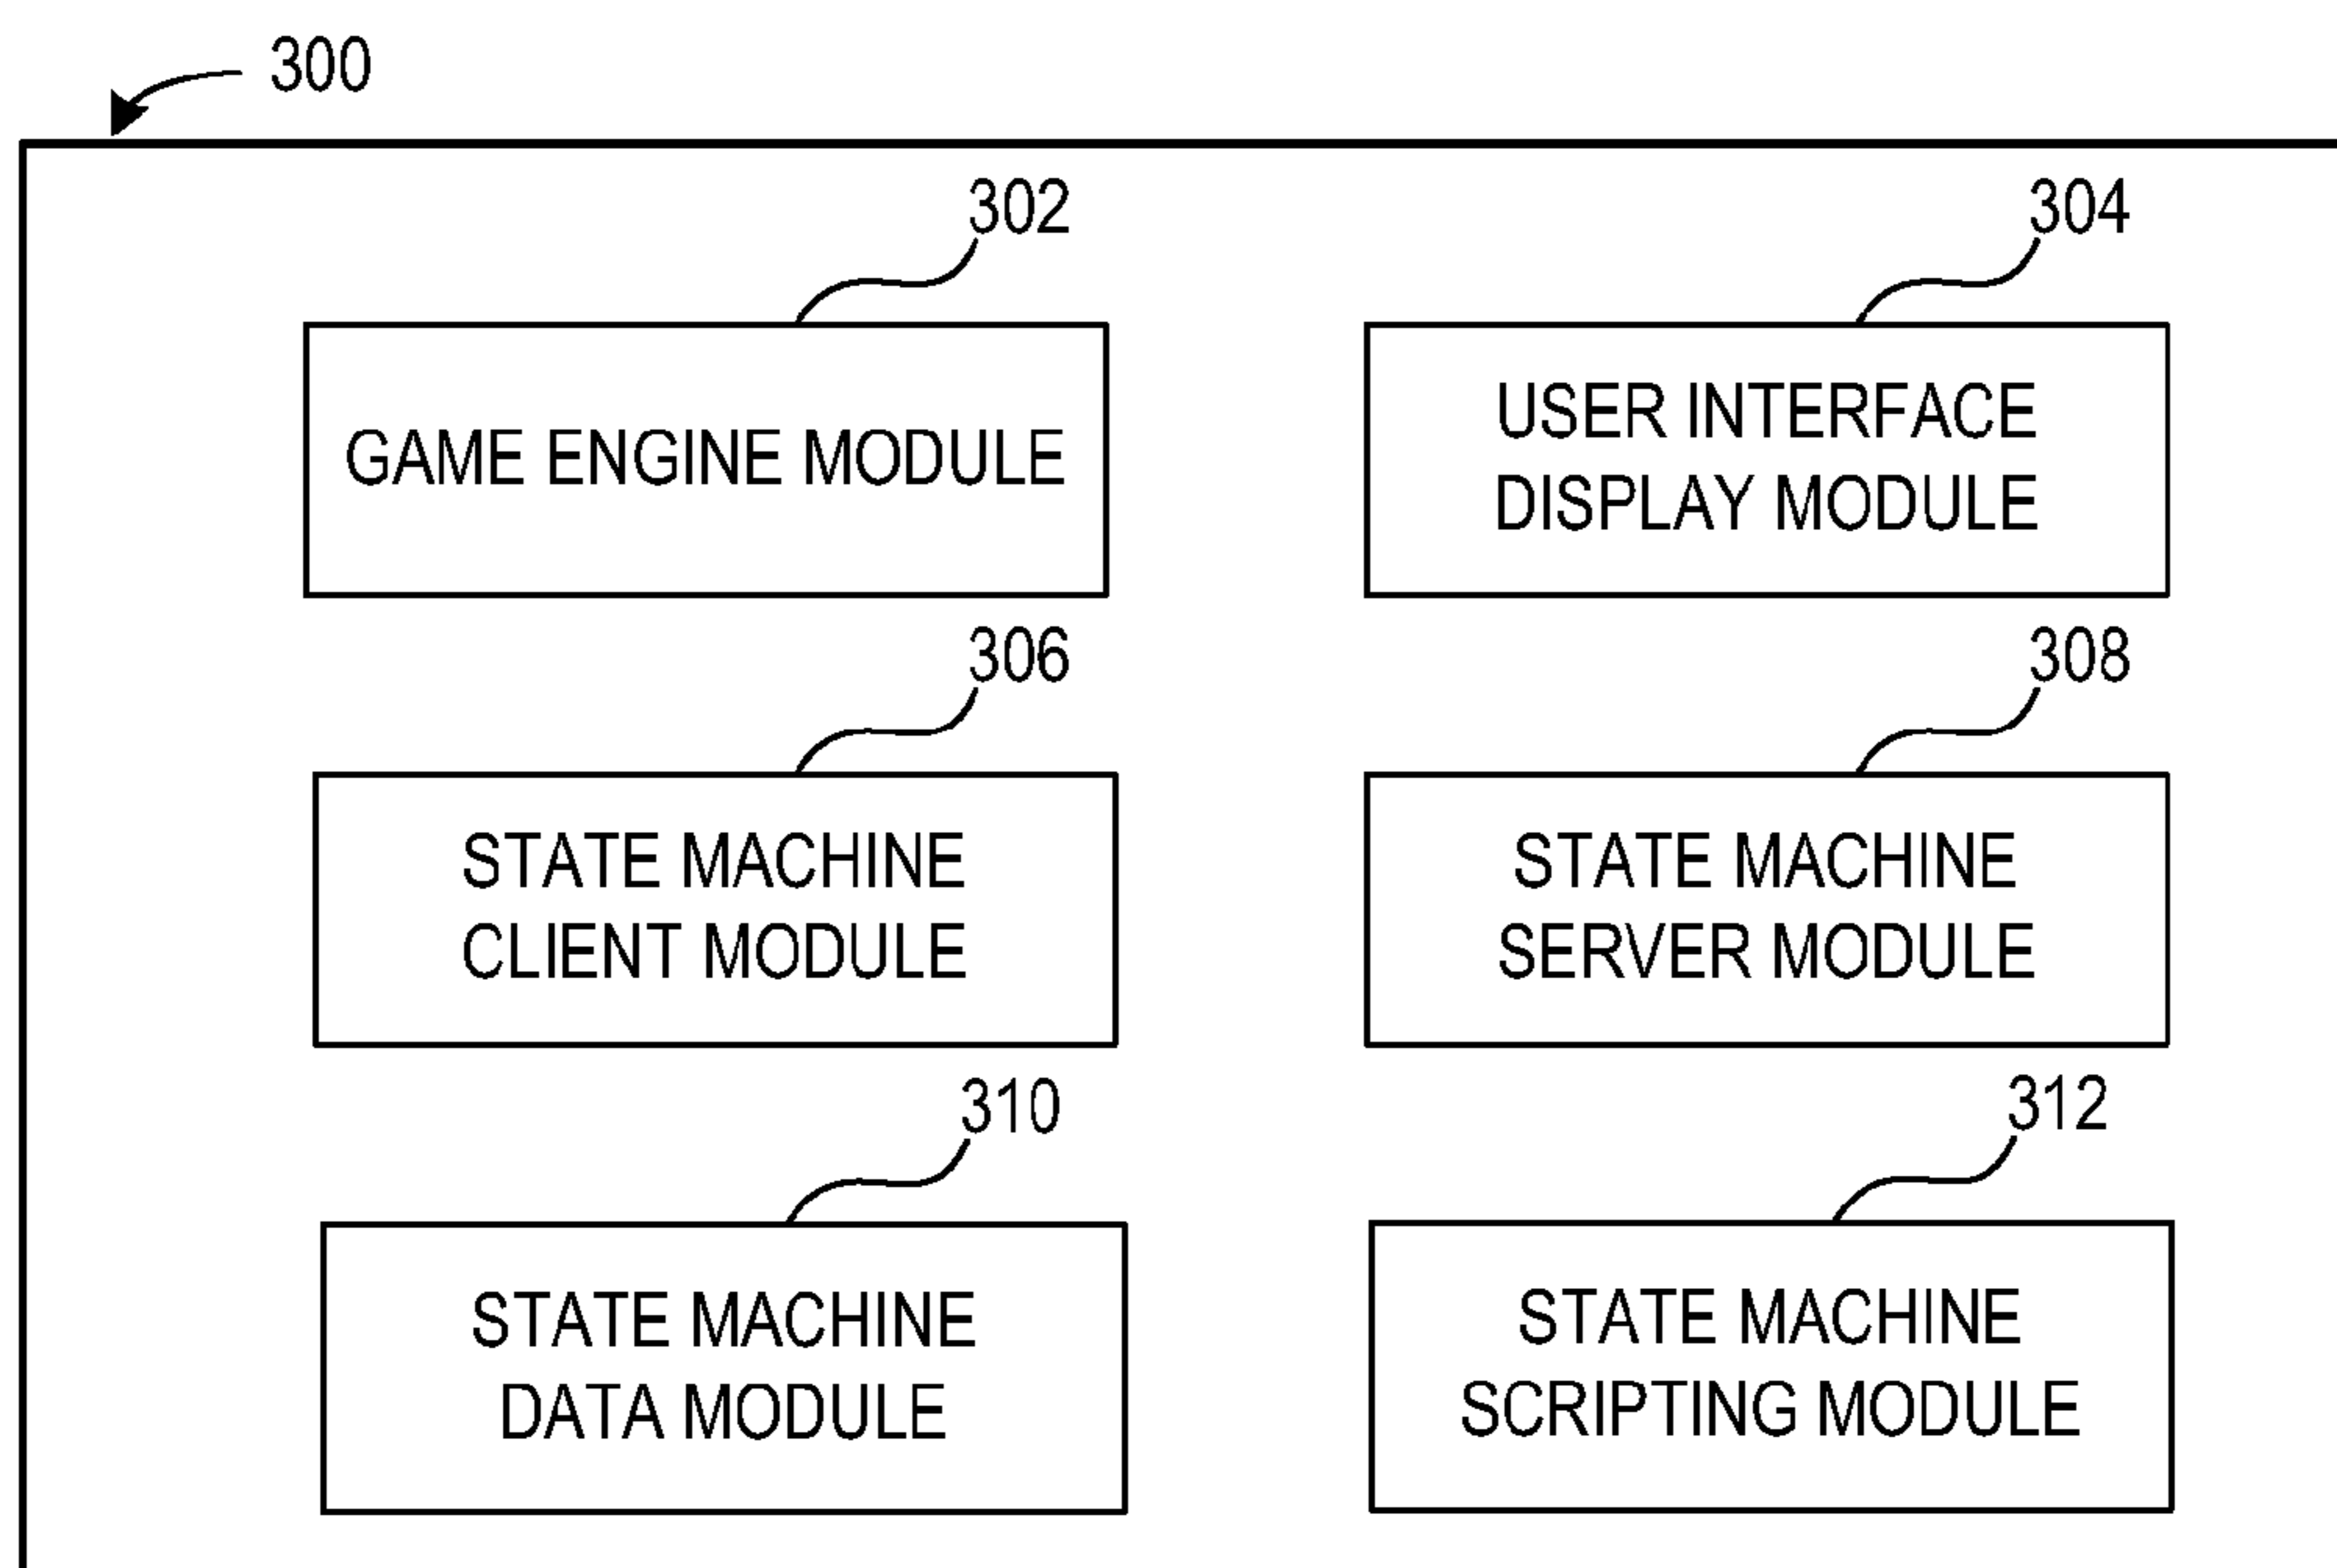 300
302
304
GAME ENGINE MODULE
USER INTERFACE
DISPLAY MODULE
306
308
STATE MACHINE
CLIENT MODULE
STATE MACHINE
SERVER MODULE
310
312
STATE MACHINE
DATA MODULE
STATE MACHINE
SCRIPTING MODULE